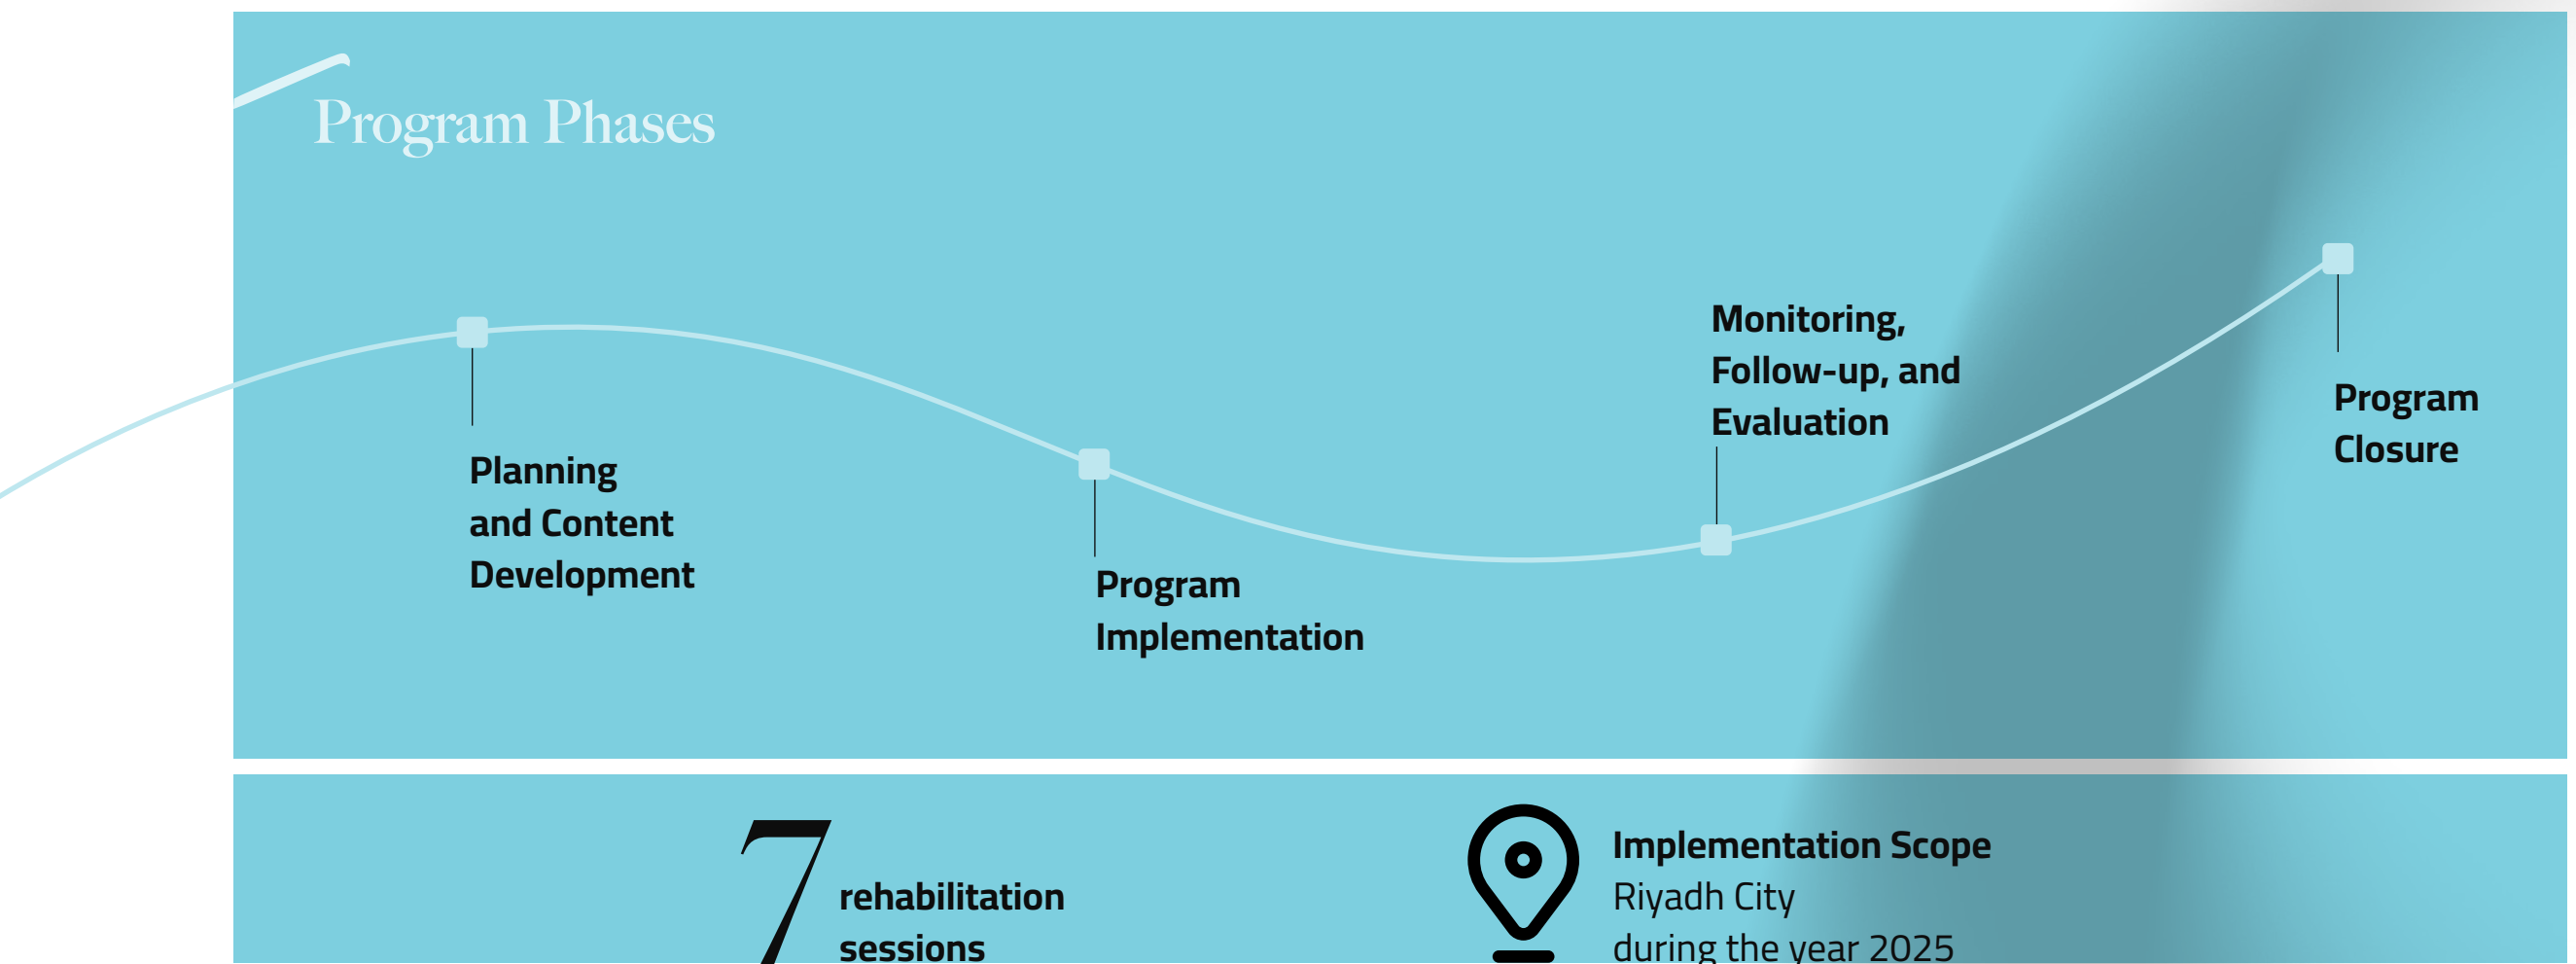 Program Phases
Planning
and Content
Development
Program
Implementation
Monitoring,
Follow-up, and
Evaluation
Program
Closure
7
rehabilitation
sessions
Implementation Scope
Riyadh City
during the year 2025